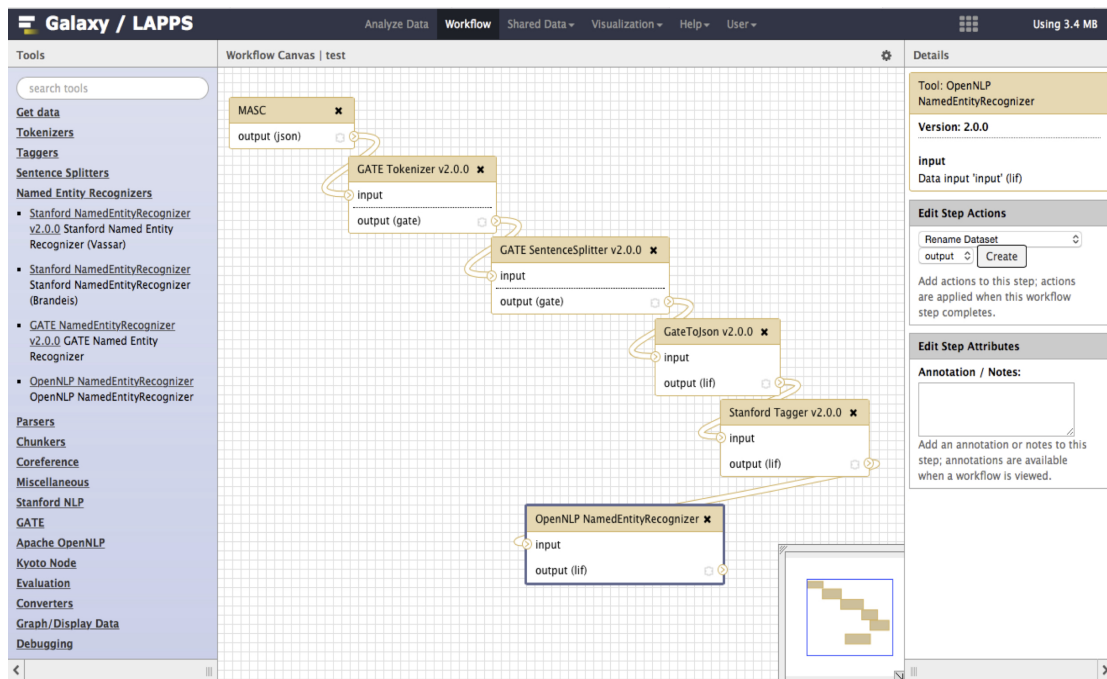 Galaxy / LAPPS
Analyze Data Workflow Shared Data Visualization Help User
Using 3.4 MB
Tools
search tools
Get data
Tokenizers
Taggers
Sentence Splitters
Named Entity Recognizers
Stanford NamedEntityRecognizer
v2.0.0 Stanford Named Entity
Recognizer (Vassar)
Stanford NamedEntityRecognizer
Stanford NamedEntityRecognizer
(Brandeis)
GATE NamedEntityRecognizer
v2.0.0 GATE Named Entity
Recognizer
OpenNLP NamedEntityRecognizer
OpenNLP NamedEntityRecognizer
Parsers
Chunkers
Coreference
Miscellaneous
Stanford NLP
GATE
Apache OpenNLP
Kyoto Node
Evaluation
Converters
Graph/Display Data
Debugging
Workflow Canvas | test
MASC
output (json)
GATE Tokenizer v2.0.0
input
output (gate)
GATE SentenceSplitter v2.0.0
input
output (gate)
GateToJson v2.0.0
input
output (lif)
Stanford Tagger v2.0.0
input
output (lif)
OpenNLP NamedEntityRecognizer
input
output (lif)
Details
Tool: OpenNLP
NamedEntityRecognizer
Version: 2.0.0
input
Data input 'input' (lif)
Edit Step Actions
Rename Dataset
output Create
Add actions to this step; actions
are applied when this workflow
step completes.
Edit Step Attributes
Annotation / Notes:
Add an annotation or notes to this
step; annotations are available
when a workflow is viewed.